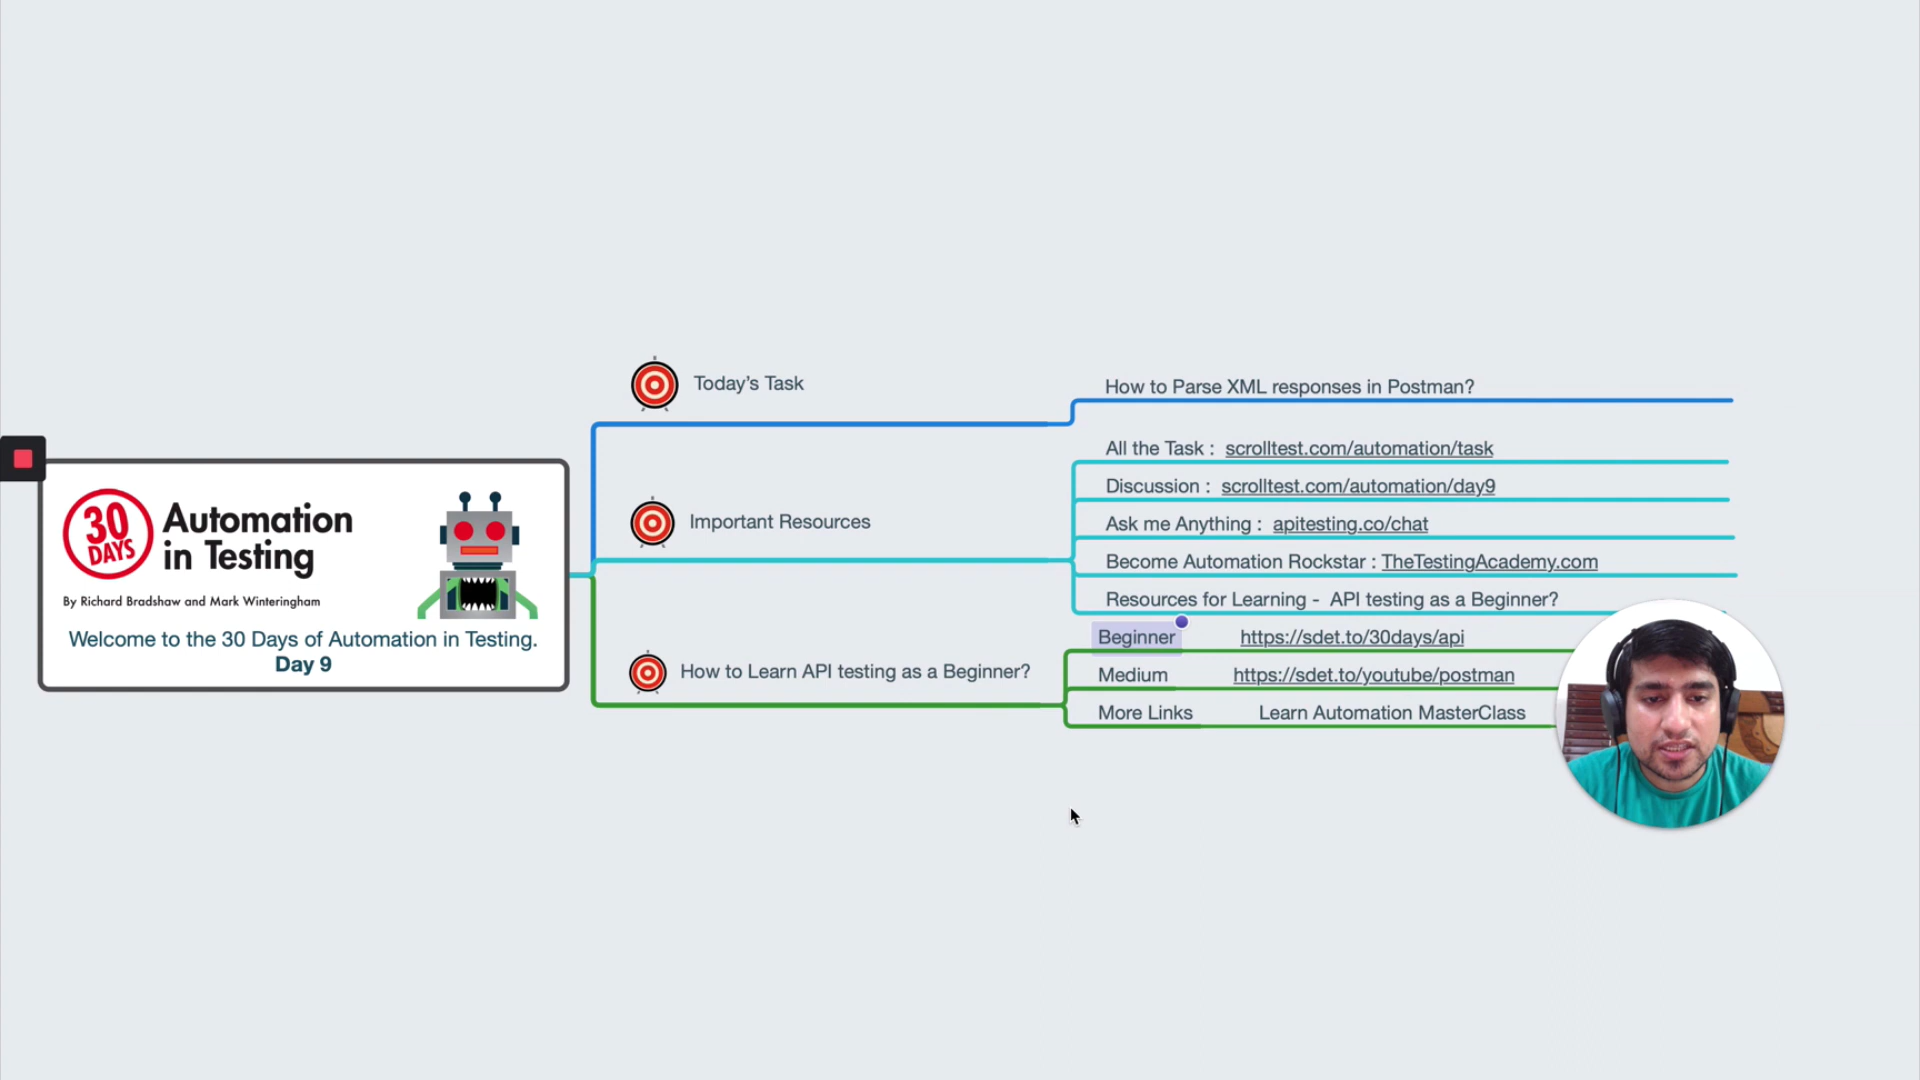 30
DAYS
Automation
in Testing
By Richard Bradshaw and Mark Winteringham
Welcome to the 30 Days of Automation in Testing.
Day 9
Today’s Task
How to Parse XML responses in Postman?
Important Resources
All the Task : scrolltest.com/automation/task
Discussion : scrolltest.com/automation/day9
Ask me Anything : apitesting.co/chat
Become Automation Rockstar : TheTestingAcademy.com
Resources for Learning - API testing as a Beginner?
How to Learn API testing as a Beginner?
Beginner https://sdet.to/30days/api
Medium https://sdet.to/youtube/postman
More Links Learn Automation MasterClass